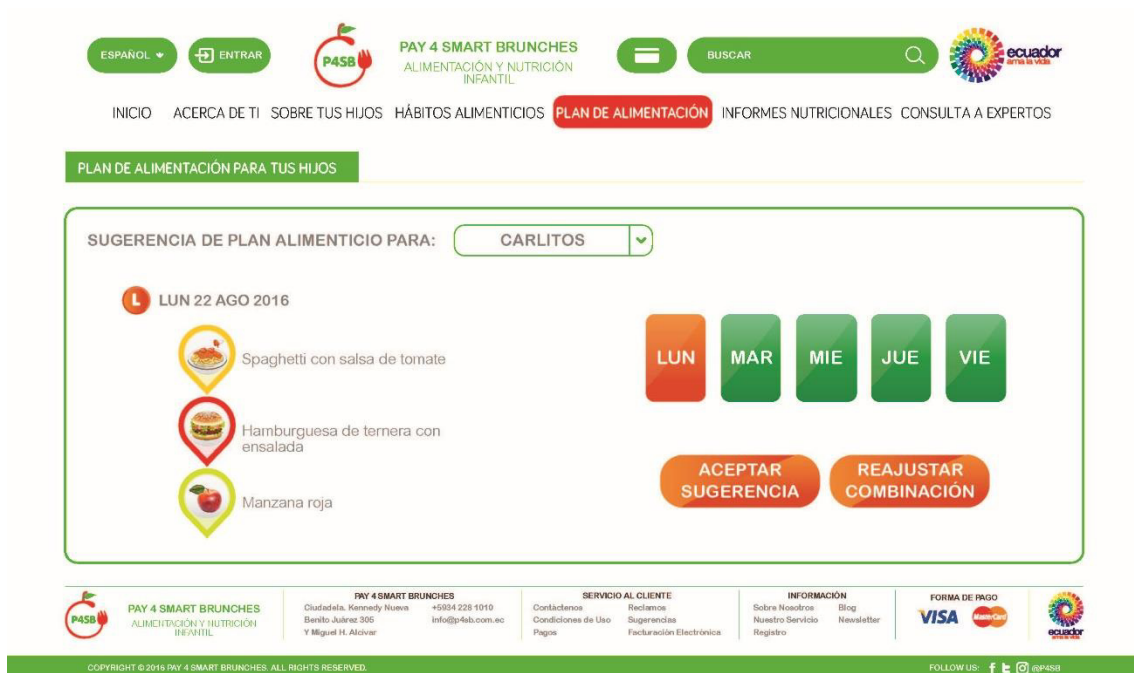 ESPAÑOL
ENTRAR
P4SB
PAY 4 SMART BRUNCHES
ALIMENTACIÓN Y NUTRICIÓN
INFANTIL
BUSCAR
ecuador
ama la vida
INICIO ACERCA DE TI SOBRE TUS HIJOS HÁBITOS ALIMENTICIOS PLAN DE ALIMENTACIÓN INFORMES NUTRICIONALES CONSULTA A EXPERTOS
PLAN DE ALIMENTACIÓN PARA TUS HIJOS
SUGERENCIA DE PLAN ALIMENTICIO PARA: CARLITOS
L LUN 22 AGO 2016
Spaghetti con salsa de tomate
Hamburguesa de ternera con
ensalada
Manzana roja
LUN MAR MIE JUE VIE
ACEPTAR
SUGERENCIA
REAJUSTAR
COMBINACIÓN
P4SB
PAY 4 SMART BRUNCHES
ALIMENTACIÓN Y NUTRICIÓN
INFANTIL
PAY 4 SMART BRUNCHES
Ciudadela. Kennedy Nueva +5934 228 1010
Benito Juárez 305 info@p4sb.com.ec
Y Miguel H. Alcivar
SERVICIO AL CLIENTE
Contáctenos Reclamos
Condiciones de Uso Sugerencias
Pagos Facturación Electrónica
INFORMACIÓN
Sobre Nosotros Blog
Nuestro Servicio Newsletter
Registro
FORMA DE PAGO
VISA MasterCard
ecuador
ama la vida
COPYRIGHT © 2016 PAY 4 SMART BRUNCHES. ALL RIGHTS RESERVED.
FOLLOW US: @P4SB